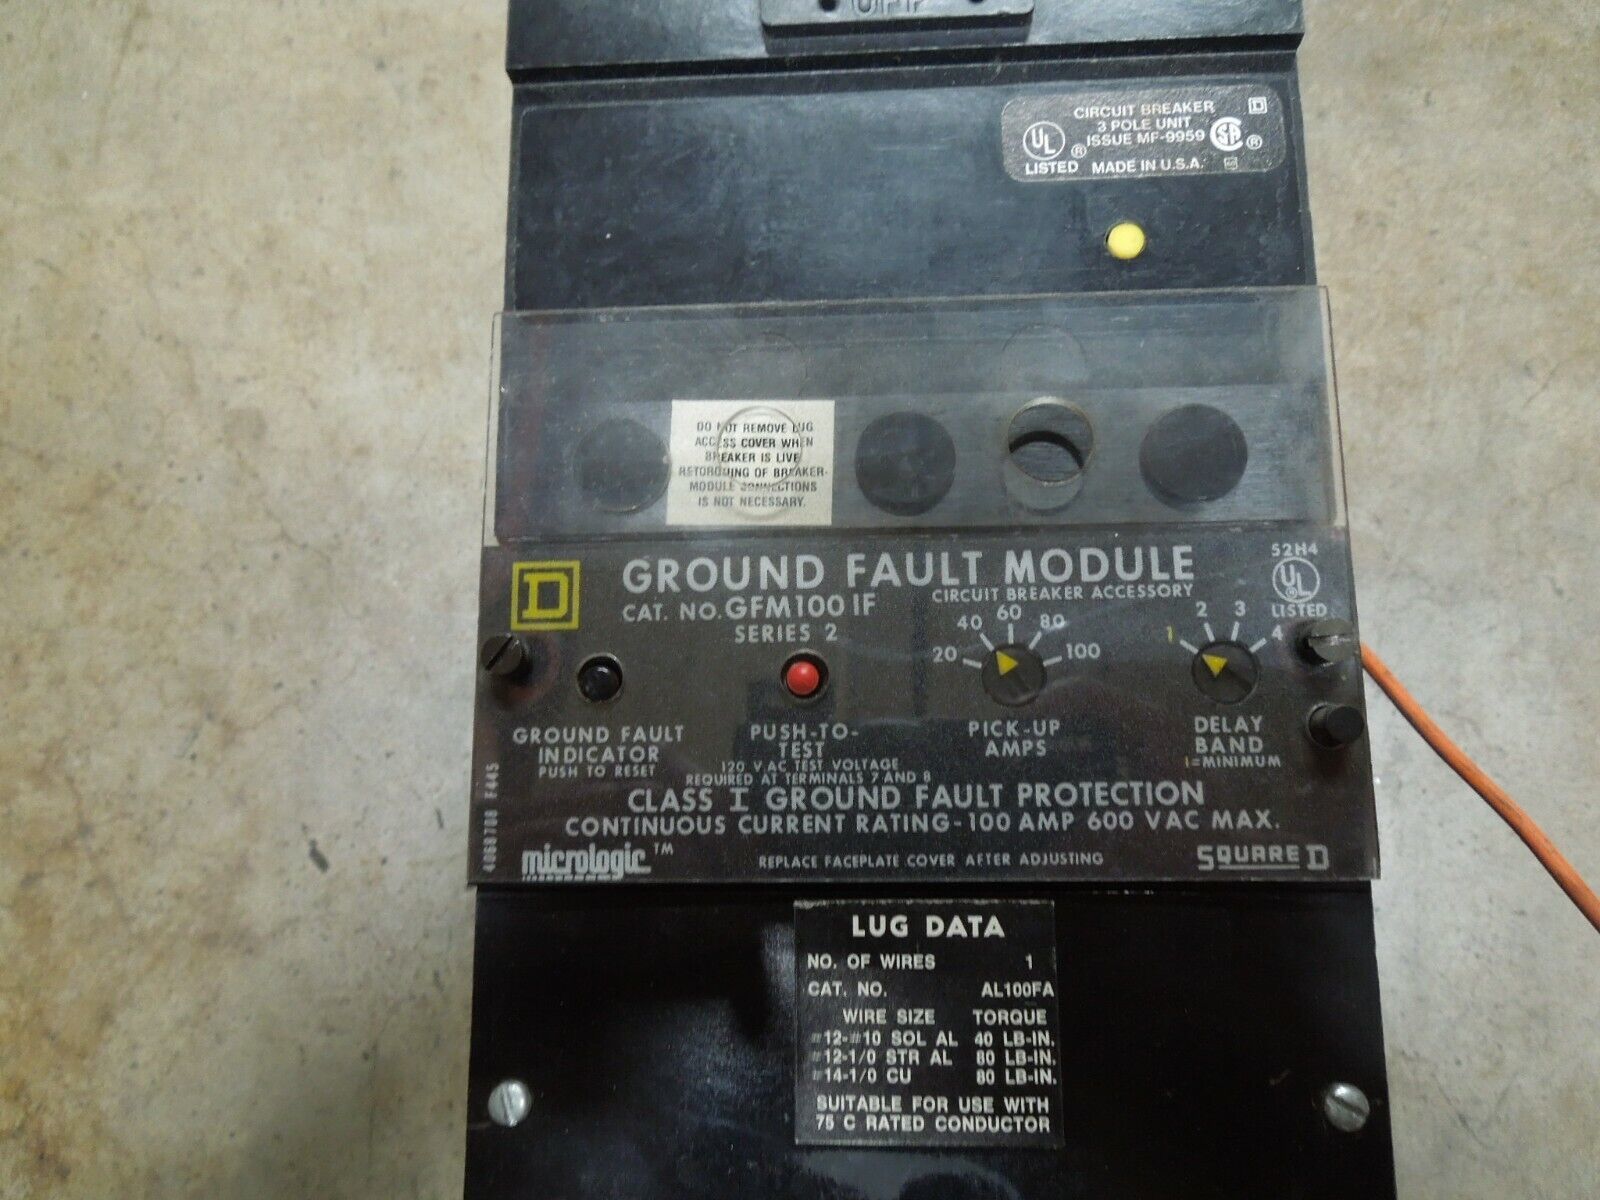 OFF
CIRCUIT BREAKER
3 POLE UNIT
ISSUE MF-9959
UL ® SA ®
LISTED MADE IN U.S.A.
DO NOT REMOVE LUG
ACCESS COVER WHEN
BREAKER IS LIVE
RETORQUING OF BREAKER-
MODULE CONNECTIONS
IS NOT NECESSARY.
D
GROUND FAULT MODULE
CIRCUIT BREAKER ACCESSORY
CAT. NO. GFM100 IF
SERIES 2
52H4
UL
LISTED
20 40 60 80 100
1 2 3 4
GROUND FAULT
INDICATOR
PUSH TO RESET
PUSH-TO-
TEST
120 V.AC TEST VOLTAGE
REQUIRED AT TERMINALS 7 AND 8
PICK-UP
AMPS
DELAY
BAND
1=MINIMUM
CLASS I GROUND FAULT PROTECTION
CONTINUOUS CURRENT RATING-100 AMP 600 VAC MAX.
micrologic™
REPLACE FACEPLATE COVER AFTER ADJUSTING
SQUARE D
F445
LUG DATA
NO. OF WIRES 1
CAT. NO. AL100FA
WIRE SIZE TORQUE
#12-#10 SOL AL 40 LB-IN.
#12-1/0 STR AL 80 LB-IN.
#14-1/0 CU 80 LB-IN.
SUITABLE FOR USE WITH
75 C RATED CONDUCTOR